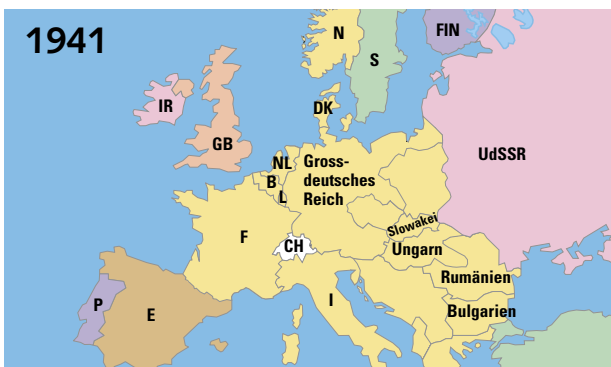 1941
N
FIN
S
IR
DK
GB
UdSSR
NL
Gross-
deutsches
Reich
B
L
Slowakei
F
CH
Ungarn
Rumänien
P
E
I
Bulgarien